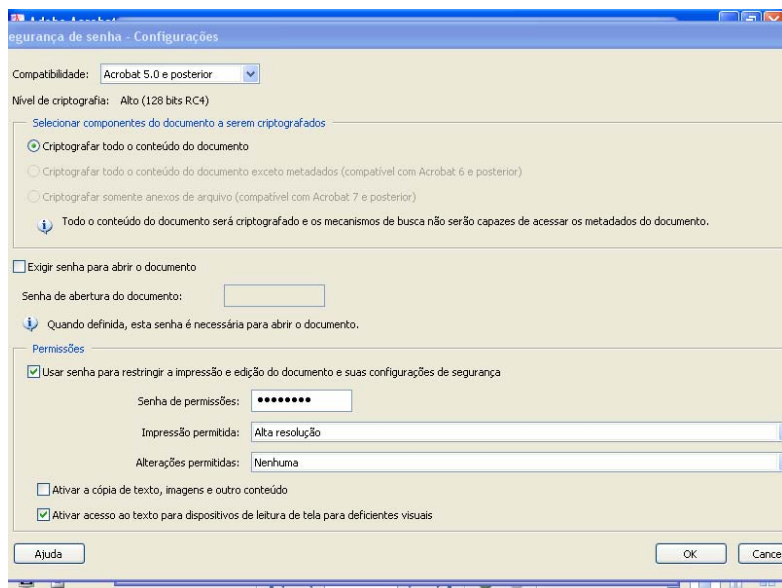 Adobe Acrobat
egurança de senha - Configurações
Compatibilidade: Acrobat 5.0 e posterior
Nível de criptografia: Alto (128 bits RC4)
Selecionar componentes do documento a serem criptografados
Criptografar todo o conteúdo do documento
Criptografar todo o conteúdo do documento exceto metadados (compatível com Acrobat 6 e posterior)
Criptografar somente anexos de arquivo (compatível com Acrobat 7 e posterior)
Todo o conteúdo do documento será criptografado e os mecanismos de busca não serão capazes de acessar os metadados do documento.
Exigir senha para abrir o documento
Senha de abertura do documento:
Quando definida, esta senha é necessária para abrir o documento.
Permissões
Usar senha para restringir a impressão e edição do documento e suas configurações de segurança
Senha de permissões: ••••••••
Impressão permitida: Alta resolução
Alterações permitidas: Nenhuma
Ativar a cópia de texto, imagens e outro conteúdo
Ativar acesso ao texto para dispositivos de leitura de tela para deficientes visuais
Ajuda OK Cance